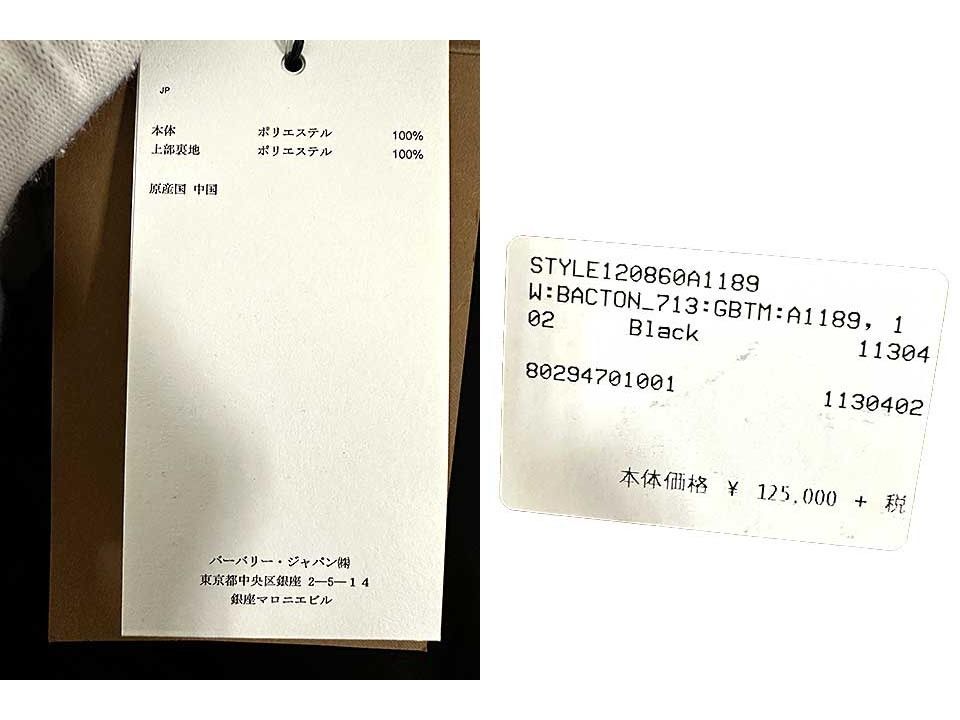 JP
本体 ポリエステル 100%
上部裏地 ポリエステル 100%
原産国 中国
バーバリー・ジャパン㈱
東京都中央区銀座 2―5―14
銀座マロニエビル
STYLE120860A1189
W:BACTON_713:GBTM:A1189, 1
02 Black 11304
80294701001 1130402
本体価格 ¥ 125,000 + 税